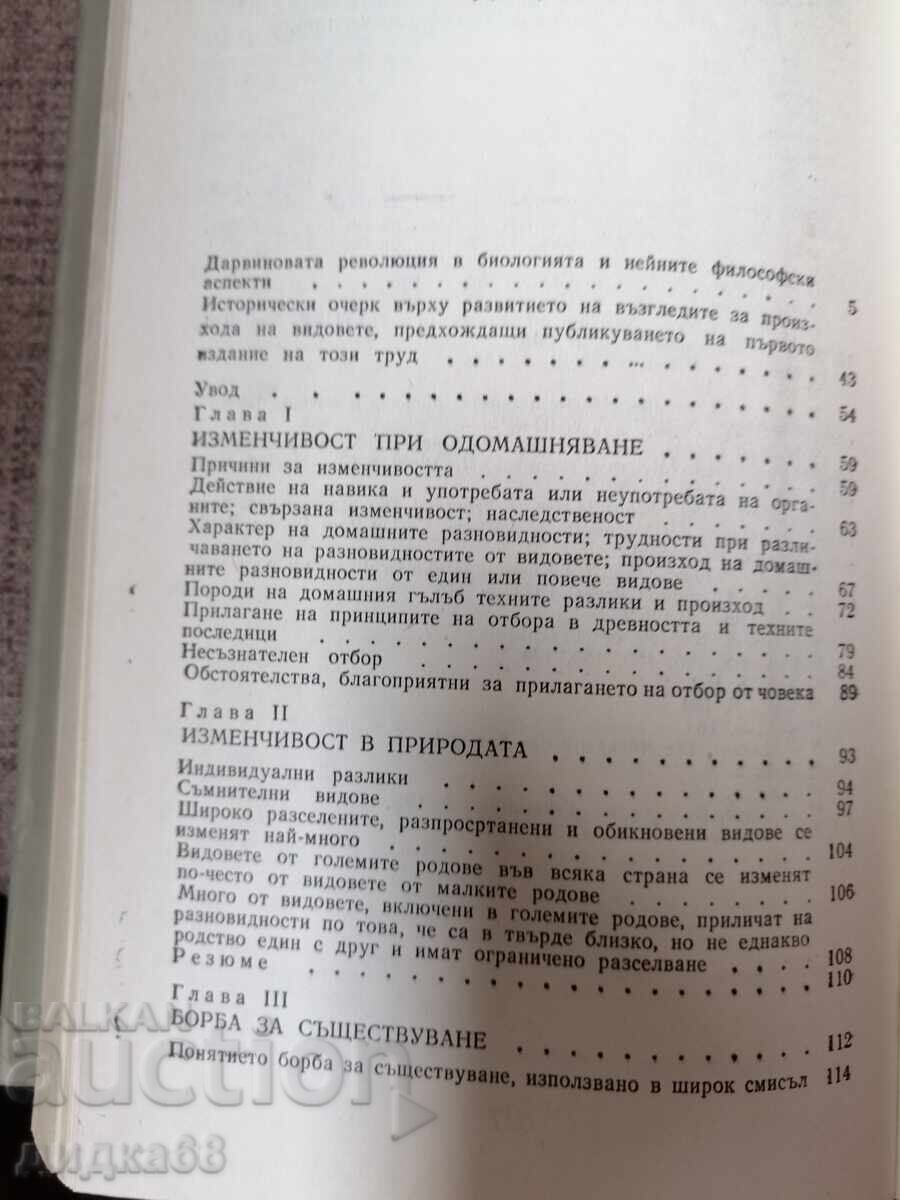 Дарвиновата революция в биологията и нейните философски
аспекти . . . . . . . . . . . . . . . . 5
Исторически очерк върху развитието на възгледите за произ-
хода на видовете, предхождащи публикуването на първото
издание на този труд . . . . . . . ... . . . . . . 43
Увод . . . . . . . . . . . . . . . . . . . . 54
Глава I
ИЗМЕНЧИВОСТ ПРИ ОДОМАШНЯВАНЕ . . . . . . . 59
Причини за изменчивостта . . . . . . . . . . . . 59
Действие на навика и употребата или неупотребата на орга-
ните; свързана изменчивост; наследственост . . . . . . 63
Характер на домашните разновидности; трудности при разли-
чаването на разновидностите от видовете; произход на домаш-
ните разновидности от един или повече видове . . . . . 67
Породи на домашния гълъб техните разлики и произход . . 72
Прилагане на принципите на отбора в древността и техните
последици . . . . . . . . . . . . . . . . 79
Несъзнателен отбор . . . . . . . . . . . . . 84
Обстоятелства, благоприятни за прилагането на отбор от човека 89
Глава II
ИЗМЕНЧИВОСТ В ПРИРОДАТА . . . . . . . . . . . 93
Индивидуални разлики . . . . . . . . . . . . . 94
Съмнителни видове . . . . . . . . . . . . . . 97
Широко разселените, разпросртанени и обикновени видове се
изменят най-много . . . . . . . . . . . . . . 104
Видовете от големите родове във всяка страна се изменят
по-често от видовете от малките родове . . . . . . . 106
Много от видовете, включени в големите родове, приличат на
разновидности по това, че са в твърде близко, но не еднакво
родство един с друг и имат ограничено разселване . . . . 108
Резюме . . . . . . . . . . . . . . . . . . 110
Глава III
БОРБА ЗА СЪЩЕСТВУВАНЕ . . . . . . . . . . . . 112
Понятието борба за съществуване, използвано в широк смисъл 114
BALKAN
auction
лидка68